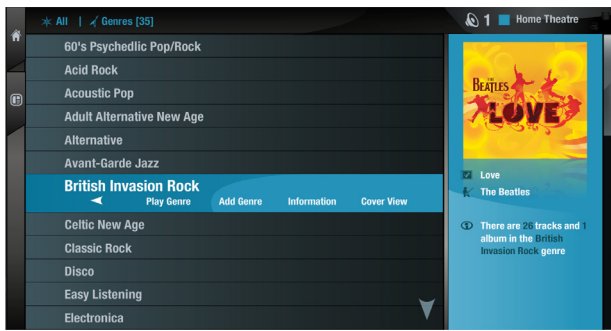 All | Genres [35]
1 Home Theatre
60's Psychedlic Pop/Rock
Acid Rock
Acoustic Pop
Adult Alternative New Age
Alternative
Avant-Garde Jazz
British Invasion Rock
Play Genre Add Genre Information Cover View
Celtic New Age
Classic Rock
Disco
Easy Listening
Electronica
THE
BEATLES
LOVE
Love
The Beatles
There are 26 tracks and 1
album in the British
Invasion Rock genre